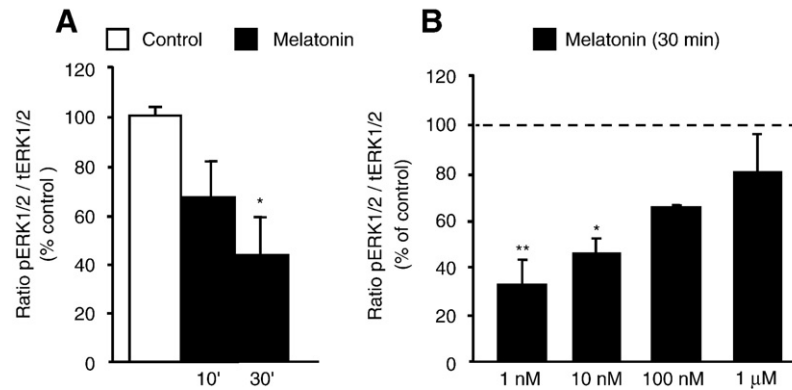 A
Control
Melatonin
Ratio pERK1/2 / tERK1/2
(% control)
120
100
80
60
40
20
0
*
10'
30'
B
Melatonin (30 min)
Ratio pERK1/2 / tERK1/2
(% of control)
120
100
80
60
40
20
0
**
*
1 nM
10 nM
100 nM
1 µM